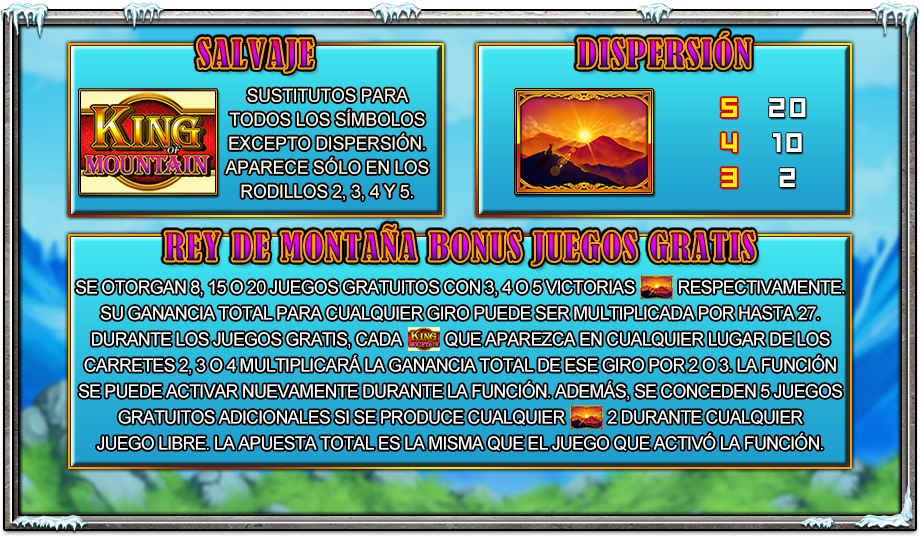 SALVAJE
KING
OF
MOUNTAIN
SUSTITUTOS PARA
TODOS LOS SÍMBOLOS
EXCEPTO DISPERSIÓN.
APARECE SÓLO EN LOS
RODILLOS 2, 3, 4 Y 5.
DISPERSIÓN
5 20
4 10
3 2
REY DE MONTAÑA BONUS JUEGOS GRATIS
SE OTORGAN 8, 15 O 20 JUEGOS GRATUITOS CON 3, 4 O 5 VICTORIAS RESPECTIVAMENTE.
SU GANANCIA TOTAL PARA CUALQUIER GIRO PUEDE SER MULTIPLICADA POR HASTA 27.
DURANTE LOS JUEGOS GRATIS, CADA KING OF MOUNTAIN QUE APAREZCA EN CUALQUIER LUGAR DE LOS
CARRETES 2, 3 O 4 MULTIPLICARÁ LA GANANCIA TOTAL DE ESE GIRO POR 2 O 3. LA FUNCIÓN
SE PUEDE ACTIVAR NUEVAMENTE DURANTE LA FUNCIÓN. ADEMÁS, SE CONCEDEN 5 JUEGOS
GRATUITOS ADICIONALES SI SE PRODUCE CUALQUIER 2 DURANTE CUALQUIER
JUEGO LIBRE. LA APUESTA TOTAL ES LA MISMA QUE EL JUEGO QUE ACTIVÓ LA FUNCIÓN.